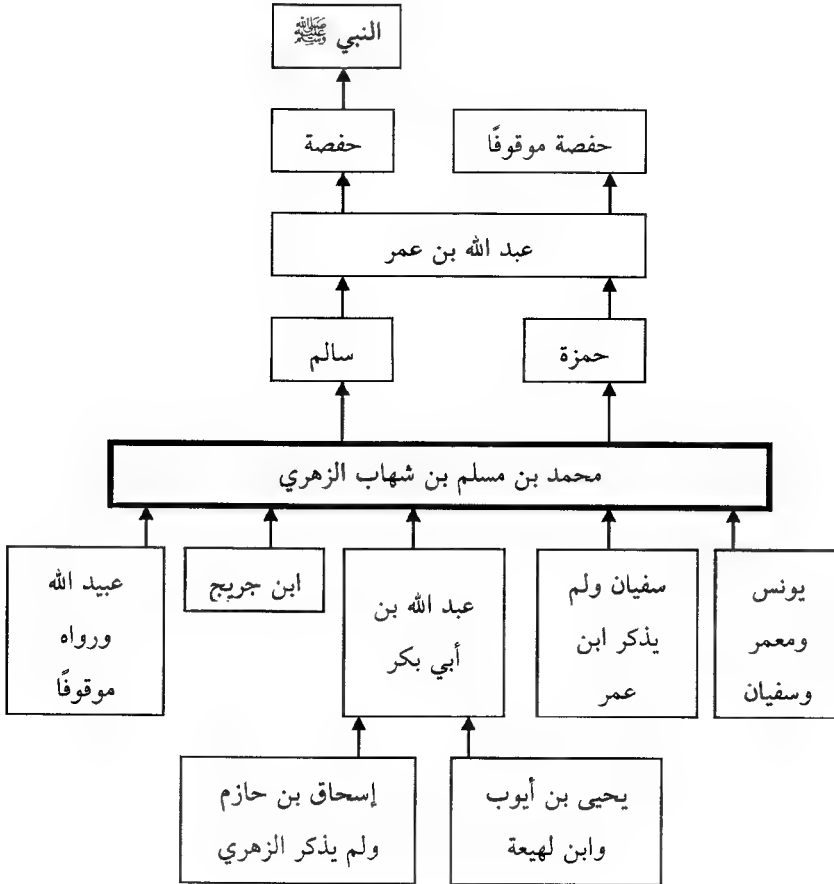 النبي ﷺ
حفصة موقوفًا
حفصة
عبد الله بن عمر
حمزة
سالم
محمد بن مسلم بن شهاب الزهري
يونس
ومعمر
وسفيان
سفيان ولم
يذكر ابن
عمر
عبد الله بن
أبي بكر
ابن جريج
عبيد الله
ورواه
موقوفًا
يحيى بن أيوب
وابن لهيعة
إسحاق بن حازم
ولم يذكر الزهري